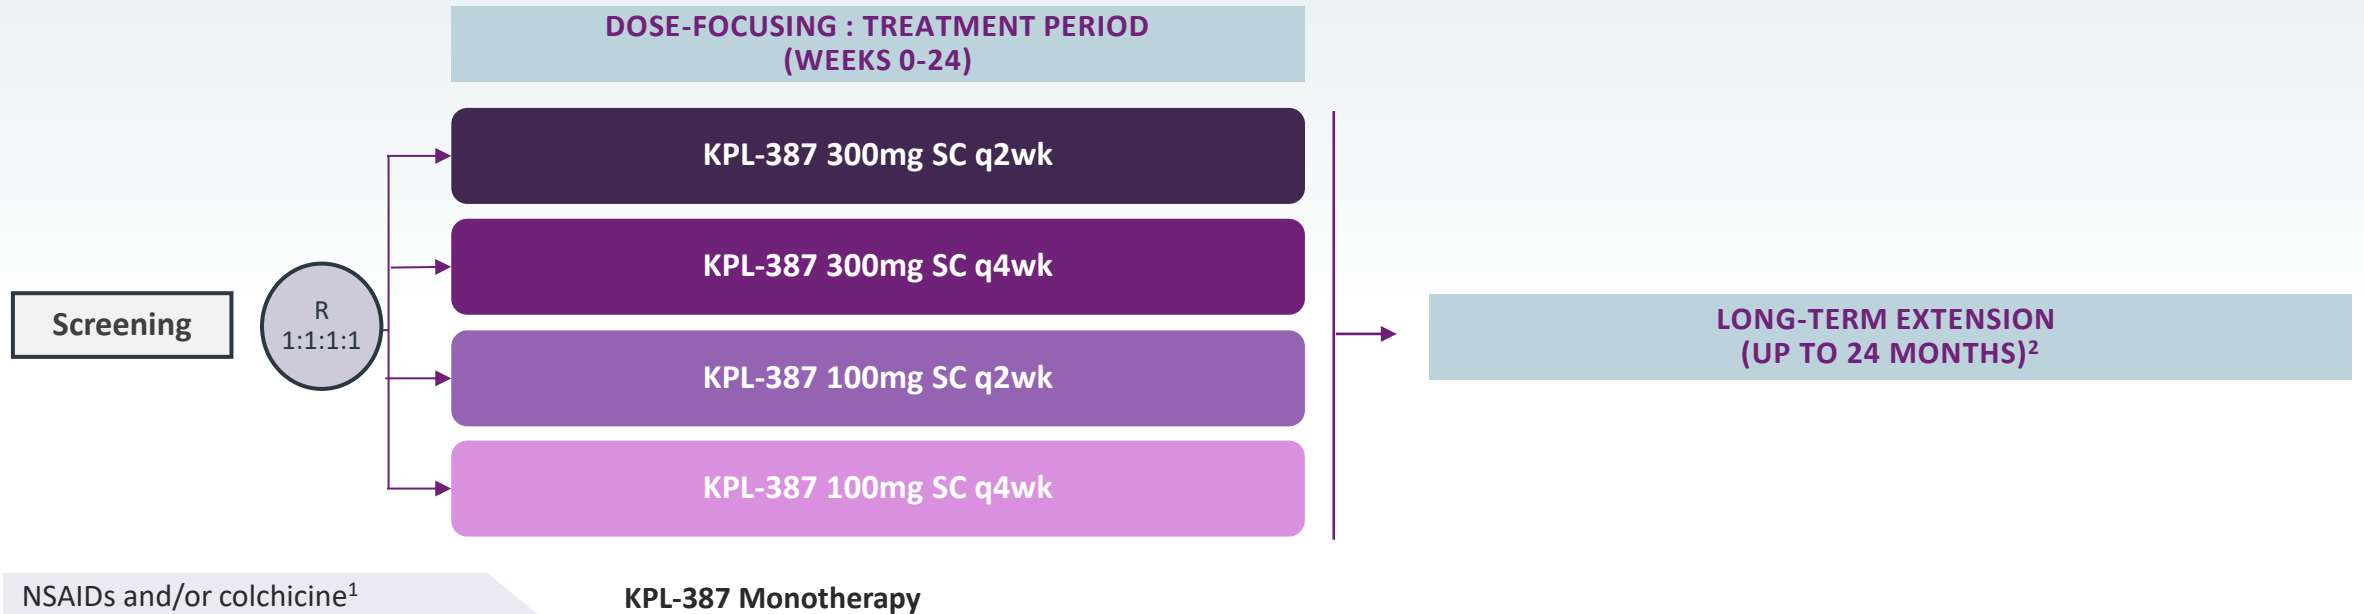 DOSE-FOCUSING : TREATMENT PERIOD
(WEEKS 0-24)
KPL-387 300mg SC q2wk
KPL-387 300mg SC q4wk
Screening
R
1:1:1:1
KPL-387 100mg SC q2wk
KPL-387 100mg SC q4wk
LONG-TERM EXTENSION
(UP TO 24 MONTHS)²
NSAIDs and/or colchicine¹
KPL-387 Monotherapy